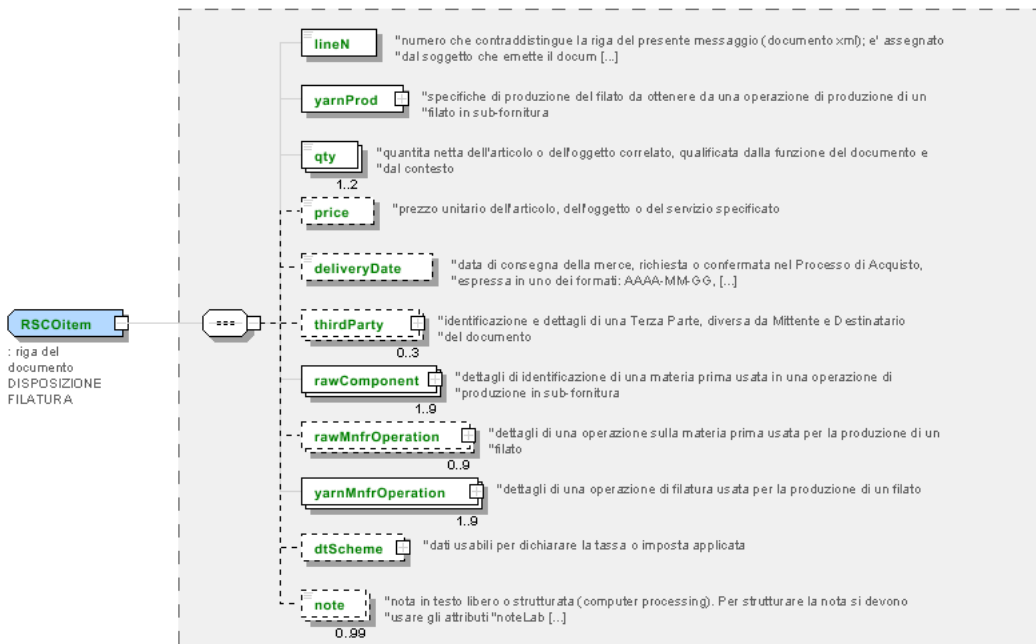 lineN
"numero che contraddistingue la riga del presente messaggio (documento xml); e' assegnato
"dal soggetto che emette il docum [...]
yarnProd
"specifiche di produzione del filato da ottenere da una operazione di produzione di un
"filato in sub-fornitura
qty
"quantita netta dell'articolo o dell'oggetto correlato, qualificata dalla funzione del documento e
"dal contesto
1..2
price
"prezzo unitario dell'articolo, dell'oggetto o del servizio specificato
deliveryDate
"data di consegna della merce, richiesta o confermata nel Processo di Acquisto,
"espressa in uno dei formati: AAAA-MM-GG, [...]
RSCOitem
: riga del
documento
DISPOSIZIONE
FILATURA
thirdParty
"identificazione e dettagli di una Terza Parte, diversa da Mittente e Destinatario
"del documento
0..3
rawComponent
"dettagli di identificazione di una materia prima usata in una operazione di
"produzione in sub-fornitura
1..9
rawMnfrOperation
"dettagli di una operazione sulla materia prima usata per la produzione di un
"filato
0..9
yarnMnfrOperation
"dettagli di una operazione di filatura usata per la produzione di un filato
1..9
dtScheme
"dati usabili per dichiarare la tassa o imposta applicata
note
"nota in testo libero o strutturata (computer processing). Per strutturare la nota si devono
"usare gli attributi "noteLab [...]
0..99